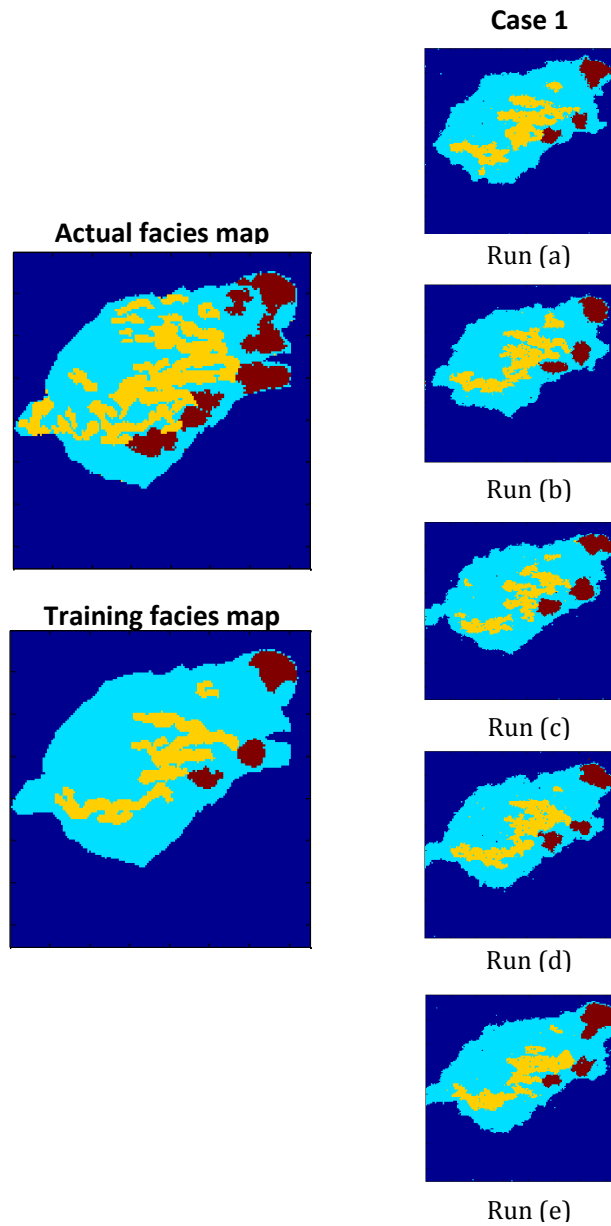 Case 1
Run (a)
Actual facies map
Run (b)
Training facies map
Run (c)
Run (d)
Run (e)